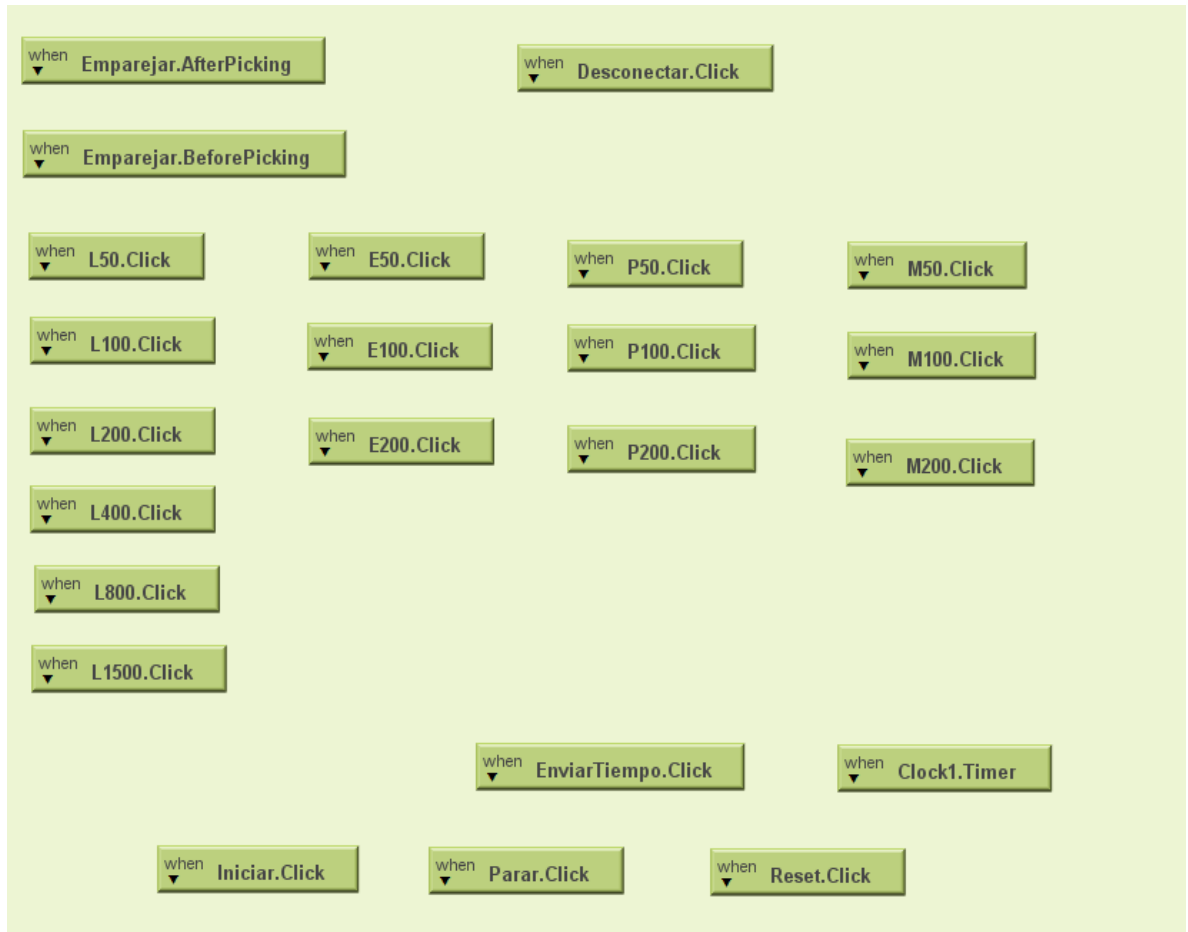 when Emparejar.AfterPicking
when Desconectar.Click
when Emparejar.BeforePicking
when L50.Click
when E50.Click
when P50.Click
when M50.Click
when L100.Click
when E100.Click
when P100.Click
when M100.Click
when L200.Click
when E200.Click
when P200.Click
when M200.Click
when L400.Click
when L800.Click
when L1500.Click
when EnviarTiempo.Click
when Clock1.Timer
when Iniciar.Click
when Parar.Click
when Reset.Click